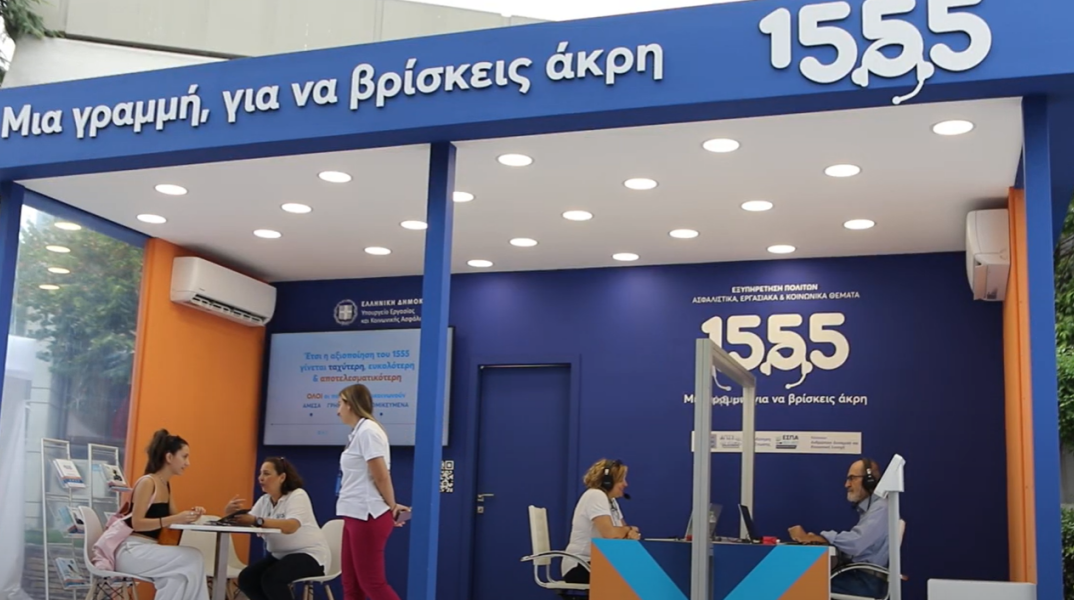 Μια γραμμή, για να βρίσκεις άκρη
1555
ΕΛΛΗΝΙΚΗ ΔΗΜΟΚ
Υπουργείο Εργασίας
και Κοινωνικής Ασφάλ
Έτσι η αξιοποίηση του 1555
γίνεται ταχύτερη, ευκολότερη
& αποτελεσματικότερη
ΟΛΟΙ
ΑΜΕΣΑ
ΕΞΥΠΗΡΕΤΗΣΗ ΠΟΛΙΤΩΝ
ΑΣΦΑΛΙΣΤΙΚΑ, ΕΡΓΑΣΙΑΚΑ & ΚΟΙΝΩΝΙΚΑ ΘΕΜΑΤΑ
1555
για να βρίσκεις άκρη
ΕΣΠΑ